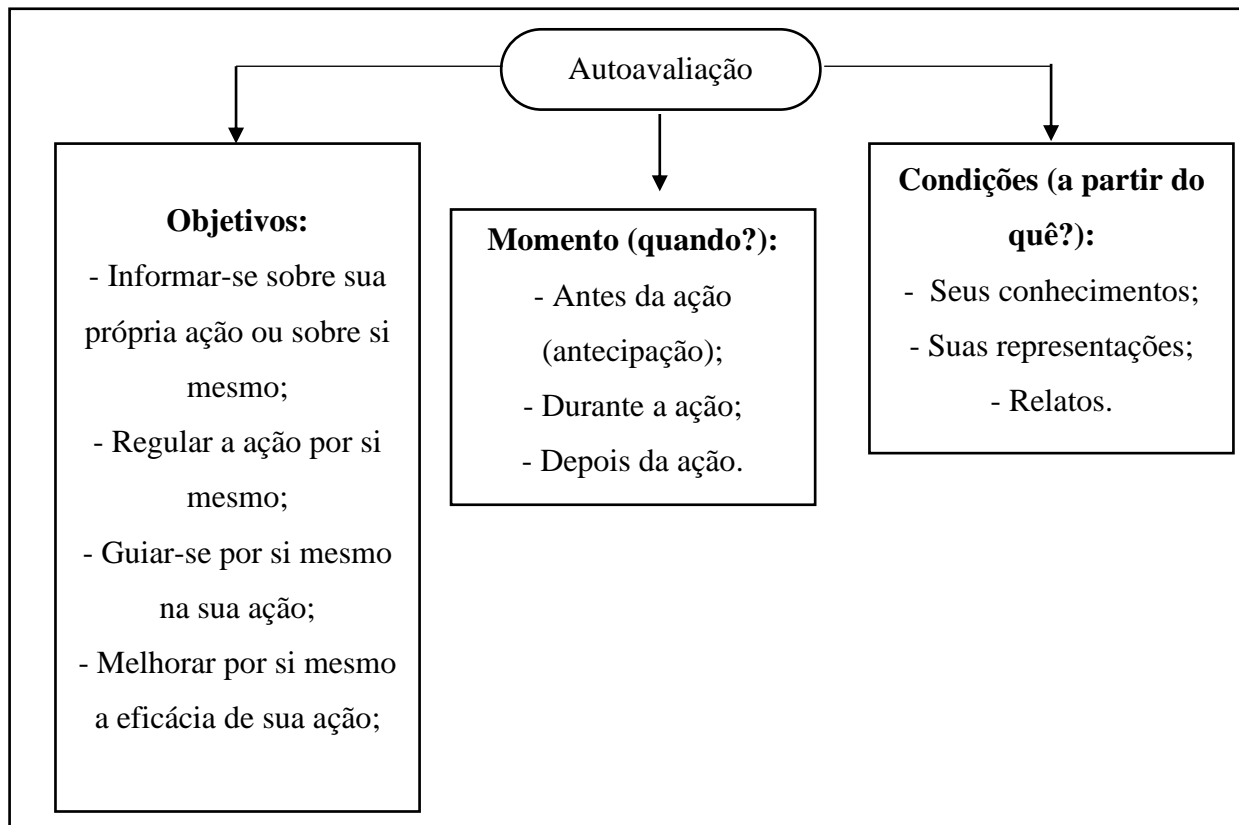 Autoavaliação
Objetivos:
- Informar-se sobre sua
própria ação ou sobre si
mesmo;
- Regular a ação por si
mesmo;
- Guiar-se por si mesmo
na sua ação;
- Melhorar por si mesmo
a eficácia de sua ação;
Momento (quando?):
- Antes da ação
(antecipação);
- Durante a ação;
- Depois da ação.
Condições (a partir do
quê?):
- Seus conhecimentos;
- Suas representações;
- Relatos.